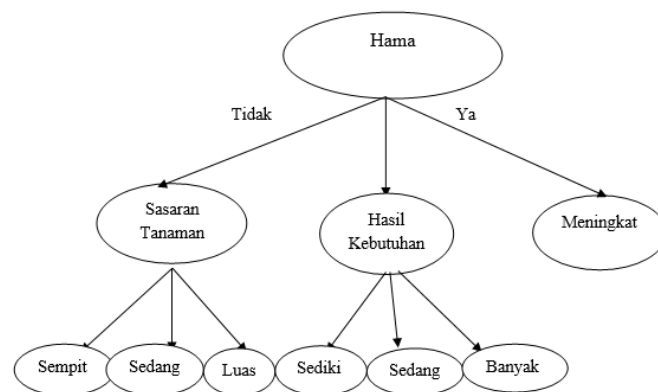 Hama
Tidak
Ya
Sasaran
Tanaman
Hasil
Kebutuhan
Meningkat
Sempit
Sedang
Luas
Sediki
Sedang
Banyak